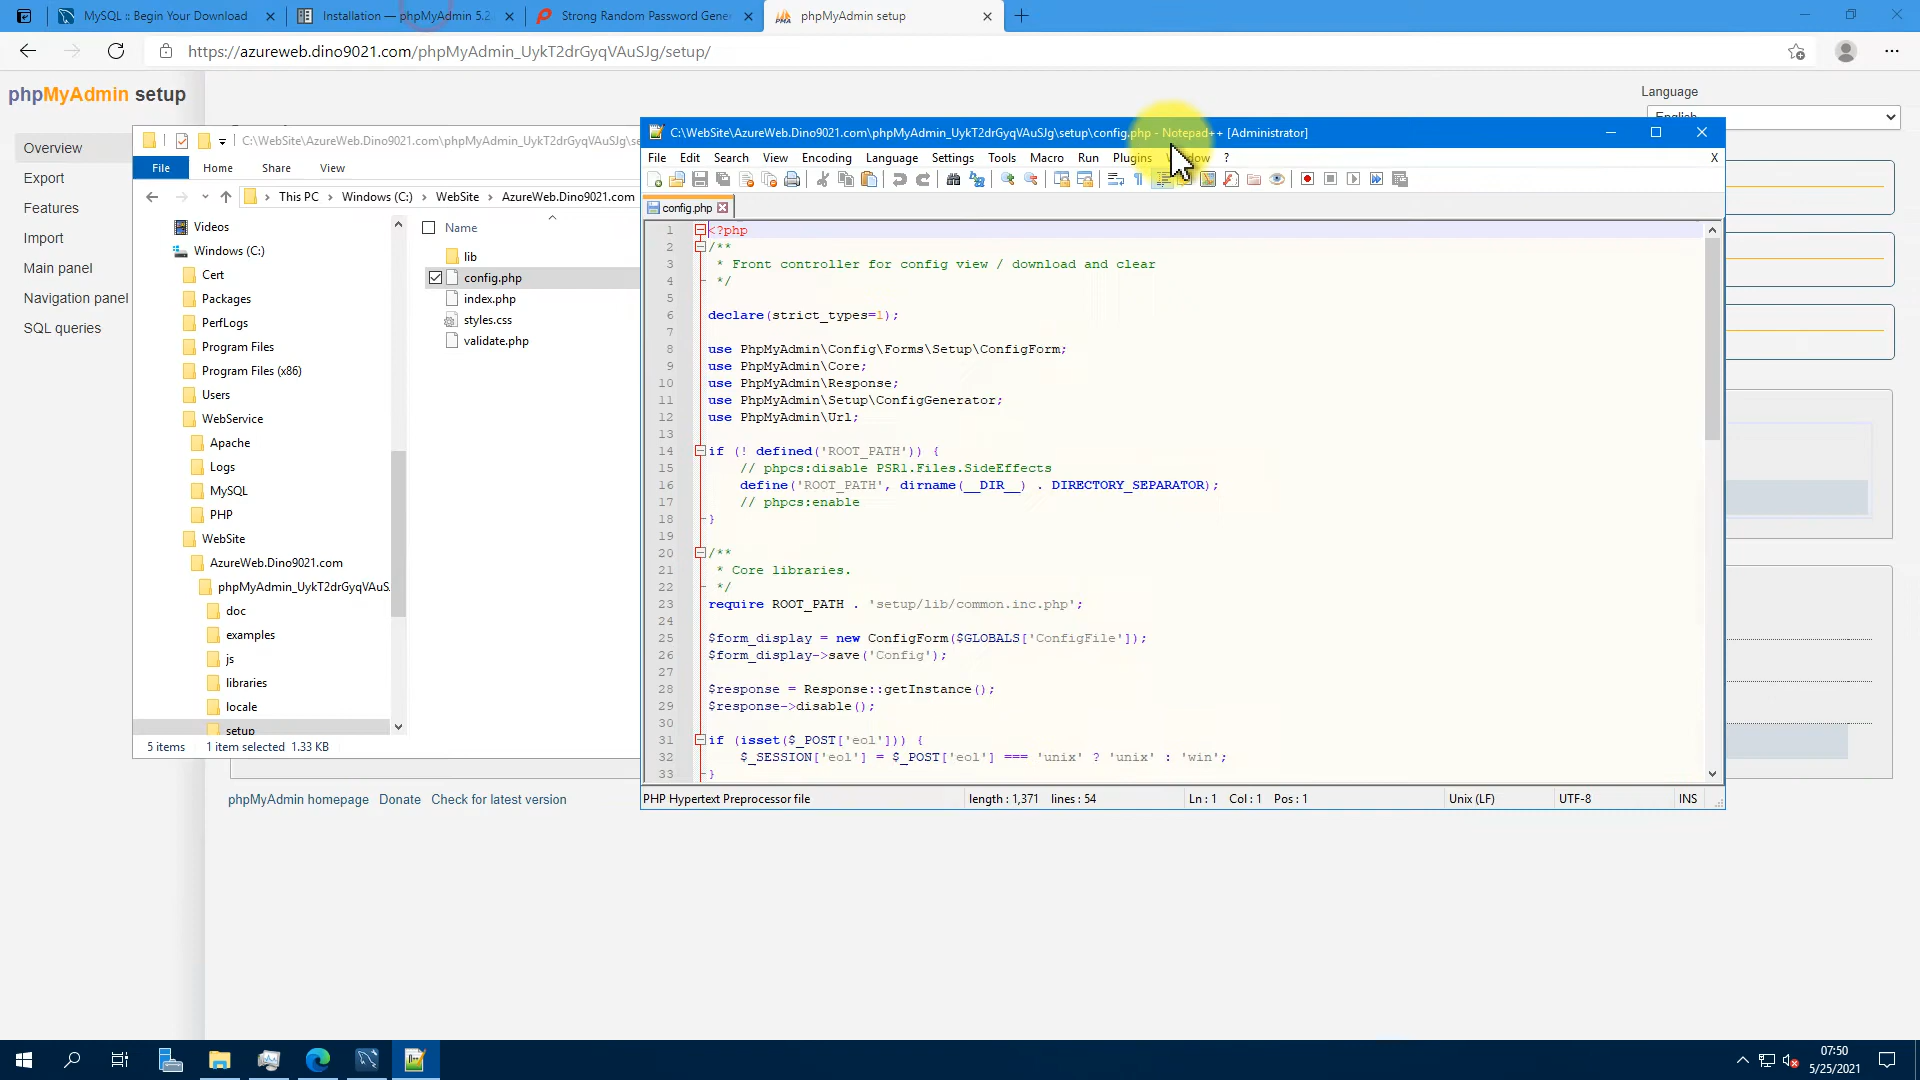 MySQL :: Begin Your Download
Installation — phpMyAdmin 5.2
Strong Random Password Gener
phpMyAdmin setup
https://azureweb.dino9021.com/phpMyAdmin_UykT2drGyqVAuSJg/setup/
phpMyAdmin setup
Language
English
Overview
Export
Features
Import
Main panel
Navigation panel
SQL queries
C:\WebSite\AzureWeb.Dino9021.com\phpMyAdmin_UykT2drGyqVAuSJg\se
File Home Share View
This PC > Windows (C:) > WebSite > AzureWeb.Dino9021.com
Videos
Windows (C:)
Cert
Packages
PerfLogs
Program Files
Program Files (x86)
Users
WebService
Apache
Logs
MySQL
PHP
WebSite
AzureWeb.Dino9021.com
phpMyAdmin_UykT2drGyqVAuS.
doc
examples
js
libraries
locale
setup
Name
lib
config.php
index.php
styles.css
validate.php
5 items 1 item selected 1.33 KB
C:\WebSite\AzureWeb.Dino9021.com\phpMyAdmin_UykT2drGyqVAuSJg\setup\config.php - Notepad++ [Administrator]
File Edit Search View Encoding Language Settings Tools Macro Run Plugins Window ? X
config.php
1 <?php
2 /**
3 * Front controller for config view / download and clear
4 */
5
6 declare(strict_types=1);
7
8 use PhpMyAdmin\Config\Forms\Setup\ConfigForm;
9 use PhpMyAdmin\Core;
10 use PhpMyAdmin\Response;
11 use PhpMyAdmin\Setup\ConfigGenerator;
12 use PhpMyAdmin\Url;
13
14 if (! defined('ROOT_PATH')) {
15 // phpcs:disable PSR1.Files.SideEffects
16 define('ROOT_PATH', dirname(__DIR__) . DIRECTORY_SEPARATOR);
17 // phpcs:enable
18 }
19
20 /**
21 * Core libraries.
22 */
23 require ROOT_PATH . 'setup/lib/common.inc.php';
24
25 $form_display = new ConfigForm($GLOBALS['ConfigFile']);
26 $form_display->save('Config');
27
28 $response = Response::getInstance();
29 $response->disable();
30
31 if (isset($_POST['eol'])) {
32 $_SESSION['eol'] = $_POST['eol'] === 'unix' ? 'unix' : 'win';
33 }
PHP Hypertext Preprocessor file length : 1,371 lines : 54 Ln : 1 Col : 1 Pos : 1 Unix (LF) UTF-8 INS
phpMyAdmin homepage Donate Check for latest version
07:50
5/25/2021